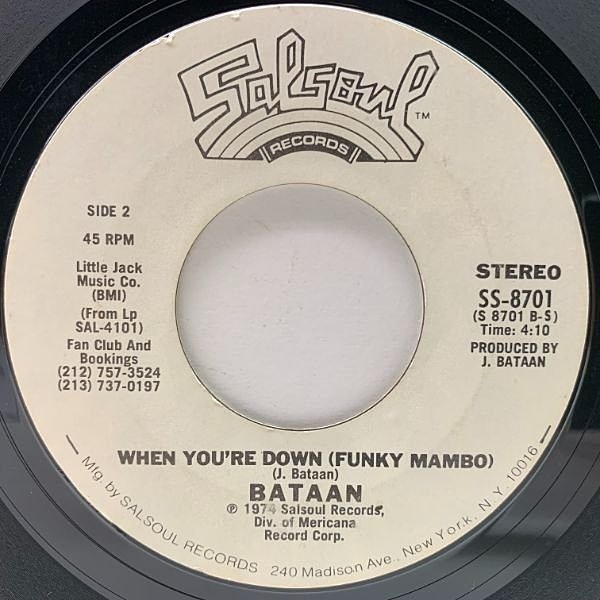 Salsoul TM
RECORDS
SIDE 2
45 RPM
Little Jack
Music Co.
(BMI)
(From Lp
SAL-4101)
Fan Club And
Bookings
(212) 757-3524
(213) 737-0197
STEREO
SS-8701
(S 8701 B-S)
Time: 4:10
PRODUCED BY
J. BATAAN
WHEN YOU'RE DOWN (FUNKY MAMBO)
(J. Bataan)
BATAAN
℗ 1974 Salsoul Records,
Div. of Mericana
Record Corp.
— Mfg. by SALSOUL RECORDS 240 Madison Ave., New York, N.Y. 10016 —